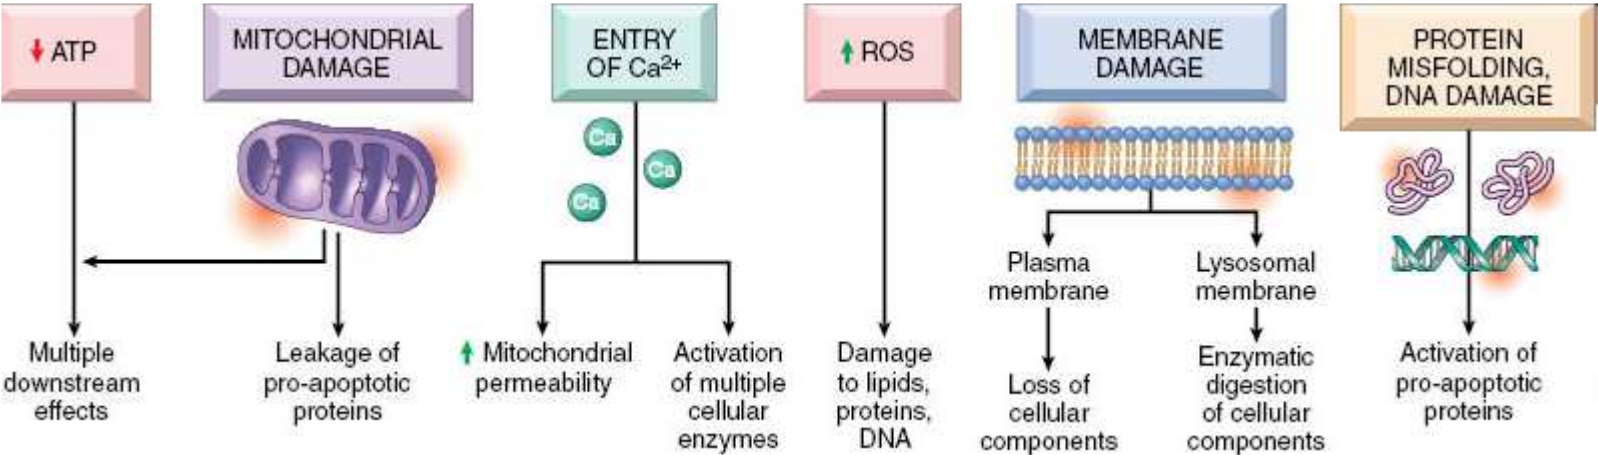 ↓ ATP
MITOCHONDRIAL
DAMAGE
ENTRY
OF Ca²⁺
↑ ROS
MEMBRANE
DAMAGE
PROTEIN
MISFOLDING,
DNA DAMAGE
Ca
Ca
Ca
Plasma
membrane
Lysosomal
membrane
Multiple
downstream
effects
Leakage of
pro-apoptotic
proteins
↑ Mitochondrial
permeability
Activation
of multiple
cellular
enzymes
Damage
to lipids,
proteins,
DNA
Loss of
cellular
components
Enzymatic
digestion
of cellular
components
Activation of
pro-apoptotic
proteins